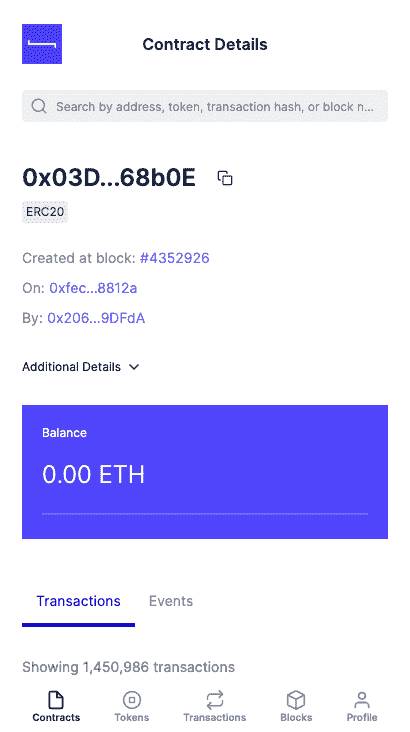 Contract Details
Search by address, token, transaction hash, or block n...
0x03D...68b0E
ERC20
Created at block: #4352926
On: 0xfec...8812a
By: 0x206...9DFdA
Additional Details
Balance
0.00 ETH
Transactions Events
Showing 1,450,986 transactions
Contracts Tokens Transactions Blocks Profile